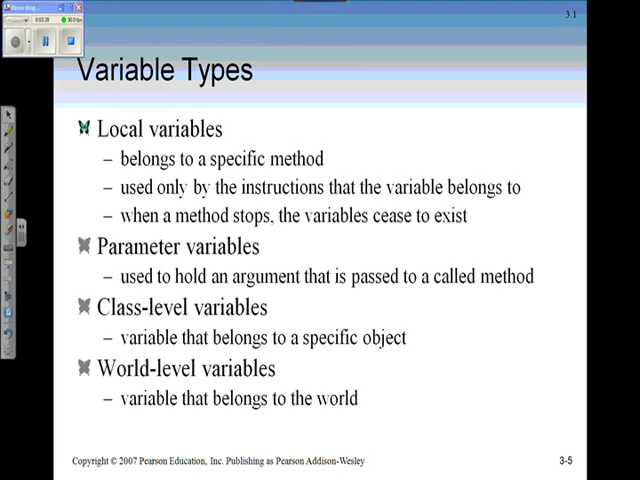 Recording...
0:03:28
30.0 fps
3.1
Variable Types
Local variables
– belongs to a specific method
– used only by the instructions that the variable belongs to
– when a method stops, the variables cease to exist
Parameter variables
– used to hold an argument that is passed to a called method
Class-level variables
– variable that belongs to a specific object
World-level variables
– variable that belongs to the world
Copyright © 2007 Pearson Education, Inc. Publishing as Pearson Addison-Wesley
3-5